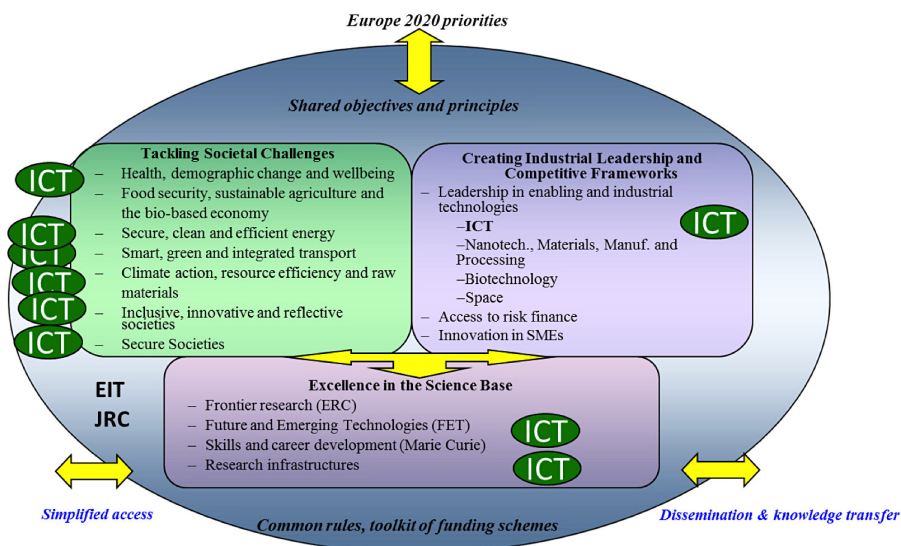 Europe 2020 priorities
Shared objectives and principles
Tackling Societal Challenges
– Health, demographic change and wellbeing
– Food security, sustainable agriculture and
the bio-based economy
– Secure, clean and efficient energy
– Smart, green and integrated transport
– Climate action, resource efficiency and raw
materials
– Inclusive, innovative and reflective
societies
– Secure Societies
ICT
ICT
ICT
ICT
ICT
ICT
Creating Industrial Leadership and
Competitive Frameworks
– Leadership in enabling and industrial
technologies
–ICT
–Nanotech., Materials, Manuf. and
Processing
–Biotechnology
–Space
– Access to risk finance
– Innovation in SMEs
ICT
EIT
JRC
Excellence in the Science Base
– Frontier research (ERC)
– Future and Emerging Technologies (FET)
– Skills and career development (Marie Curie)
– Research infrastructures
ICT
ICT
Simplified access
Common rules, toolkit of funding schemes
Dissemination & knowledge transfer